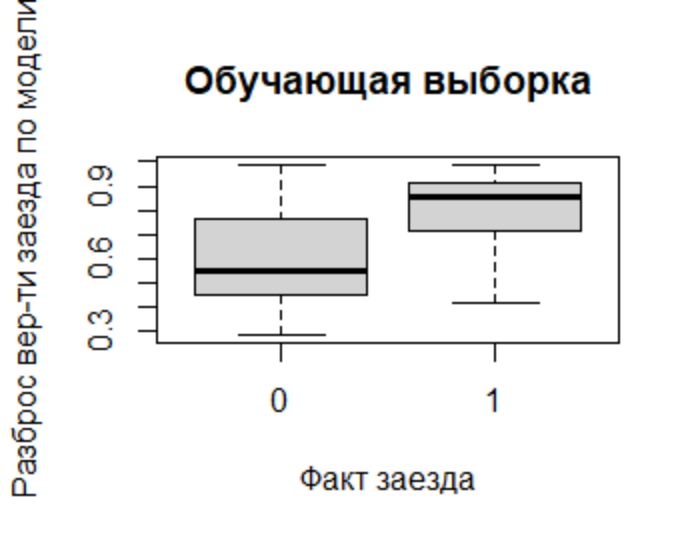 Обучающая выборка
Разброс вер-ти заезда по модели
0.9
0.6
0.3
0 1
Факт заезда